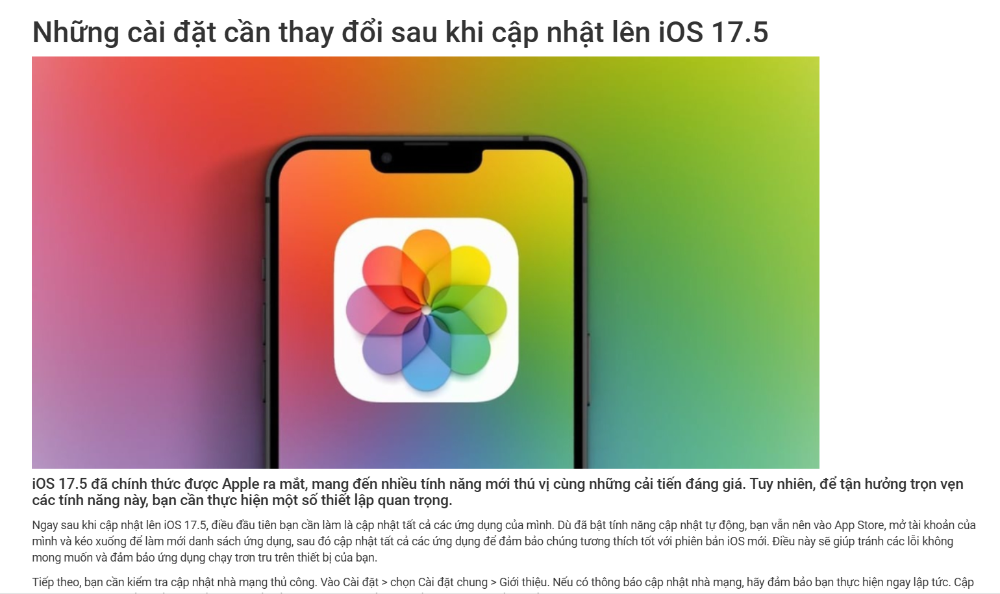 Những cài đặt cần thay đổi sau khi cập nhật lên iOS 17.5
iOS 17.5 đã chính thức được Apple ra mắt, mang đến nhiều tính năng mới thú vị cùng những cải tiến đáng giá. Tuy nhiên, để tận hưởng trọn vẹn
các tính năng này, bạn cần thực hiện một số thiết lập quan trọng.
Ngay sau khi cập nhật lên iOS 17.5, điều đầu tiên bạn cần làm là cập nhật tất cả các ứng dụng của mình. Dù đã bật tính năng cập nhật tự động, bạn vẫn nên vào App Store, mở tài khoản của
mình và kéo xuống để làm mới danh sách ứng dụng, sau đó cập nhật tất cả các ứng dụng để đảm bảo chúng tương thích tốt với phiên bản iOS mới. Điều này sẽ giúp tránh các lỗi không
mong muốn và đảm bảo ứng dụng chạy trơn tru trên thiết bị của bạn.
Tiếp theo, bạn cần kiểm tra cập nhật nhà mạng thủ công. Vào Cài đặt > chọn Cài đặt chung > Giới thiệu. Nếu có thông báo cập nhật nhà mạng, hãy đảm bảo bạn thực hiện ngay lập tức. Cập